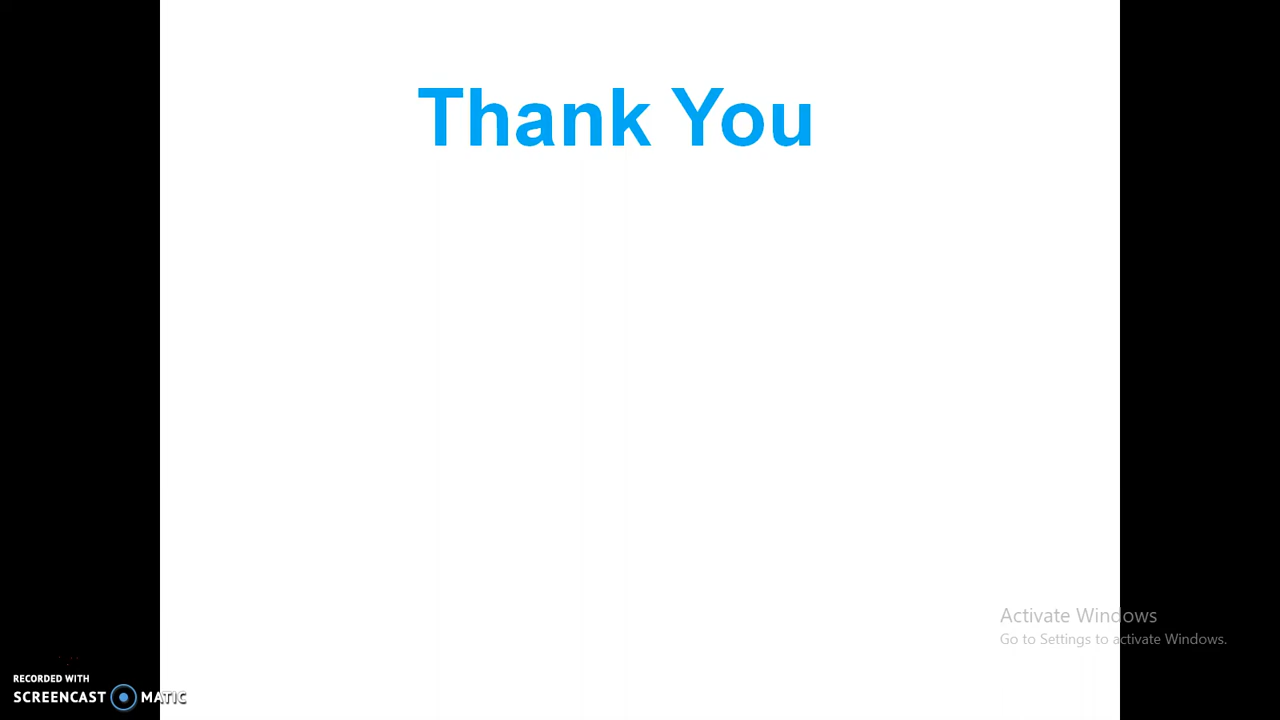 Thank You
Activate Windows
Go to Settings to activate Windows.
RECORDED WITH
SCREENCAST MATIC